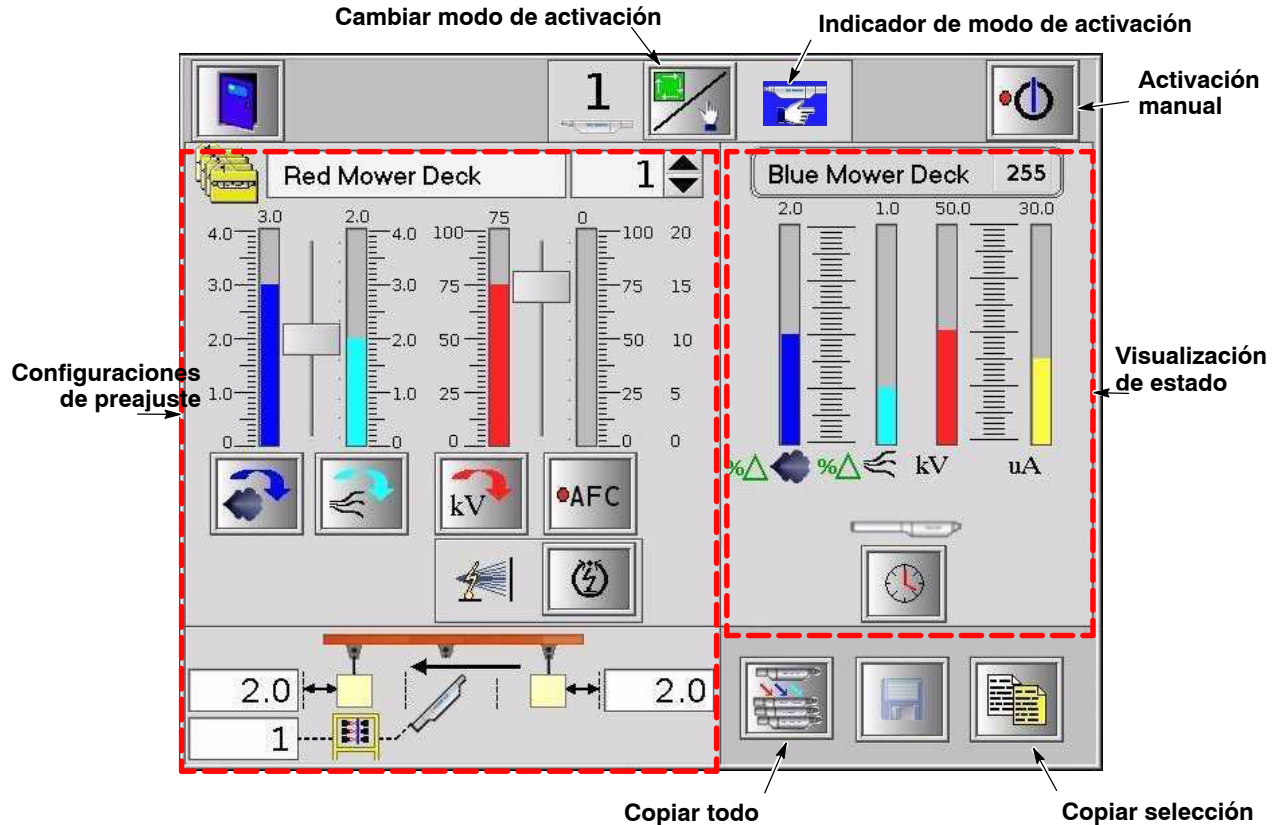 Cambiar modo de activación
Indicador de modo de activación
Activación
manual
1
Red Mower Deck 1
Blue Mower Deck 255
3.0 2.0 75 0
2.0 1.0 50.0 30.0
4.0 4.0 100 100 20
3.0 3.0 75 75 15
2.0 2.0 50 50 10
1.0 1.0 25 25 5
0 0 0 0 0
Configuraciones
de preajuste
Visualización
de estado
%△ %△ kV uA
kV AFC
2.0 2.0
1
Copiar todo
Copiar selección